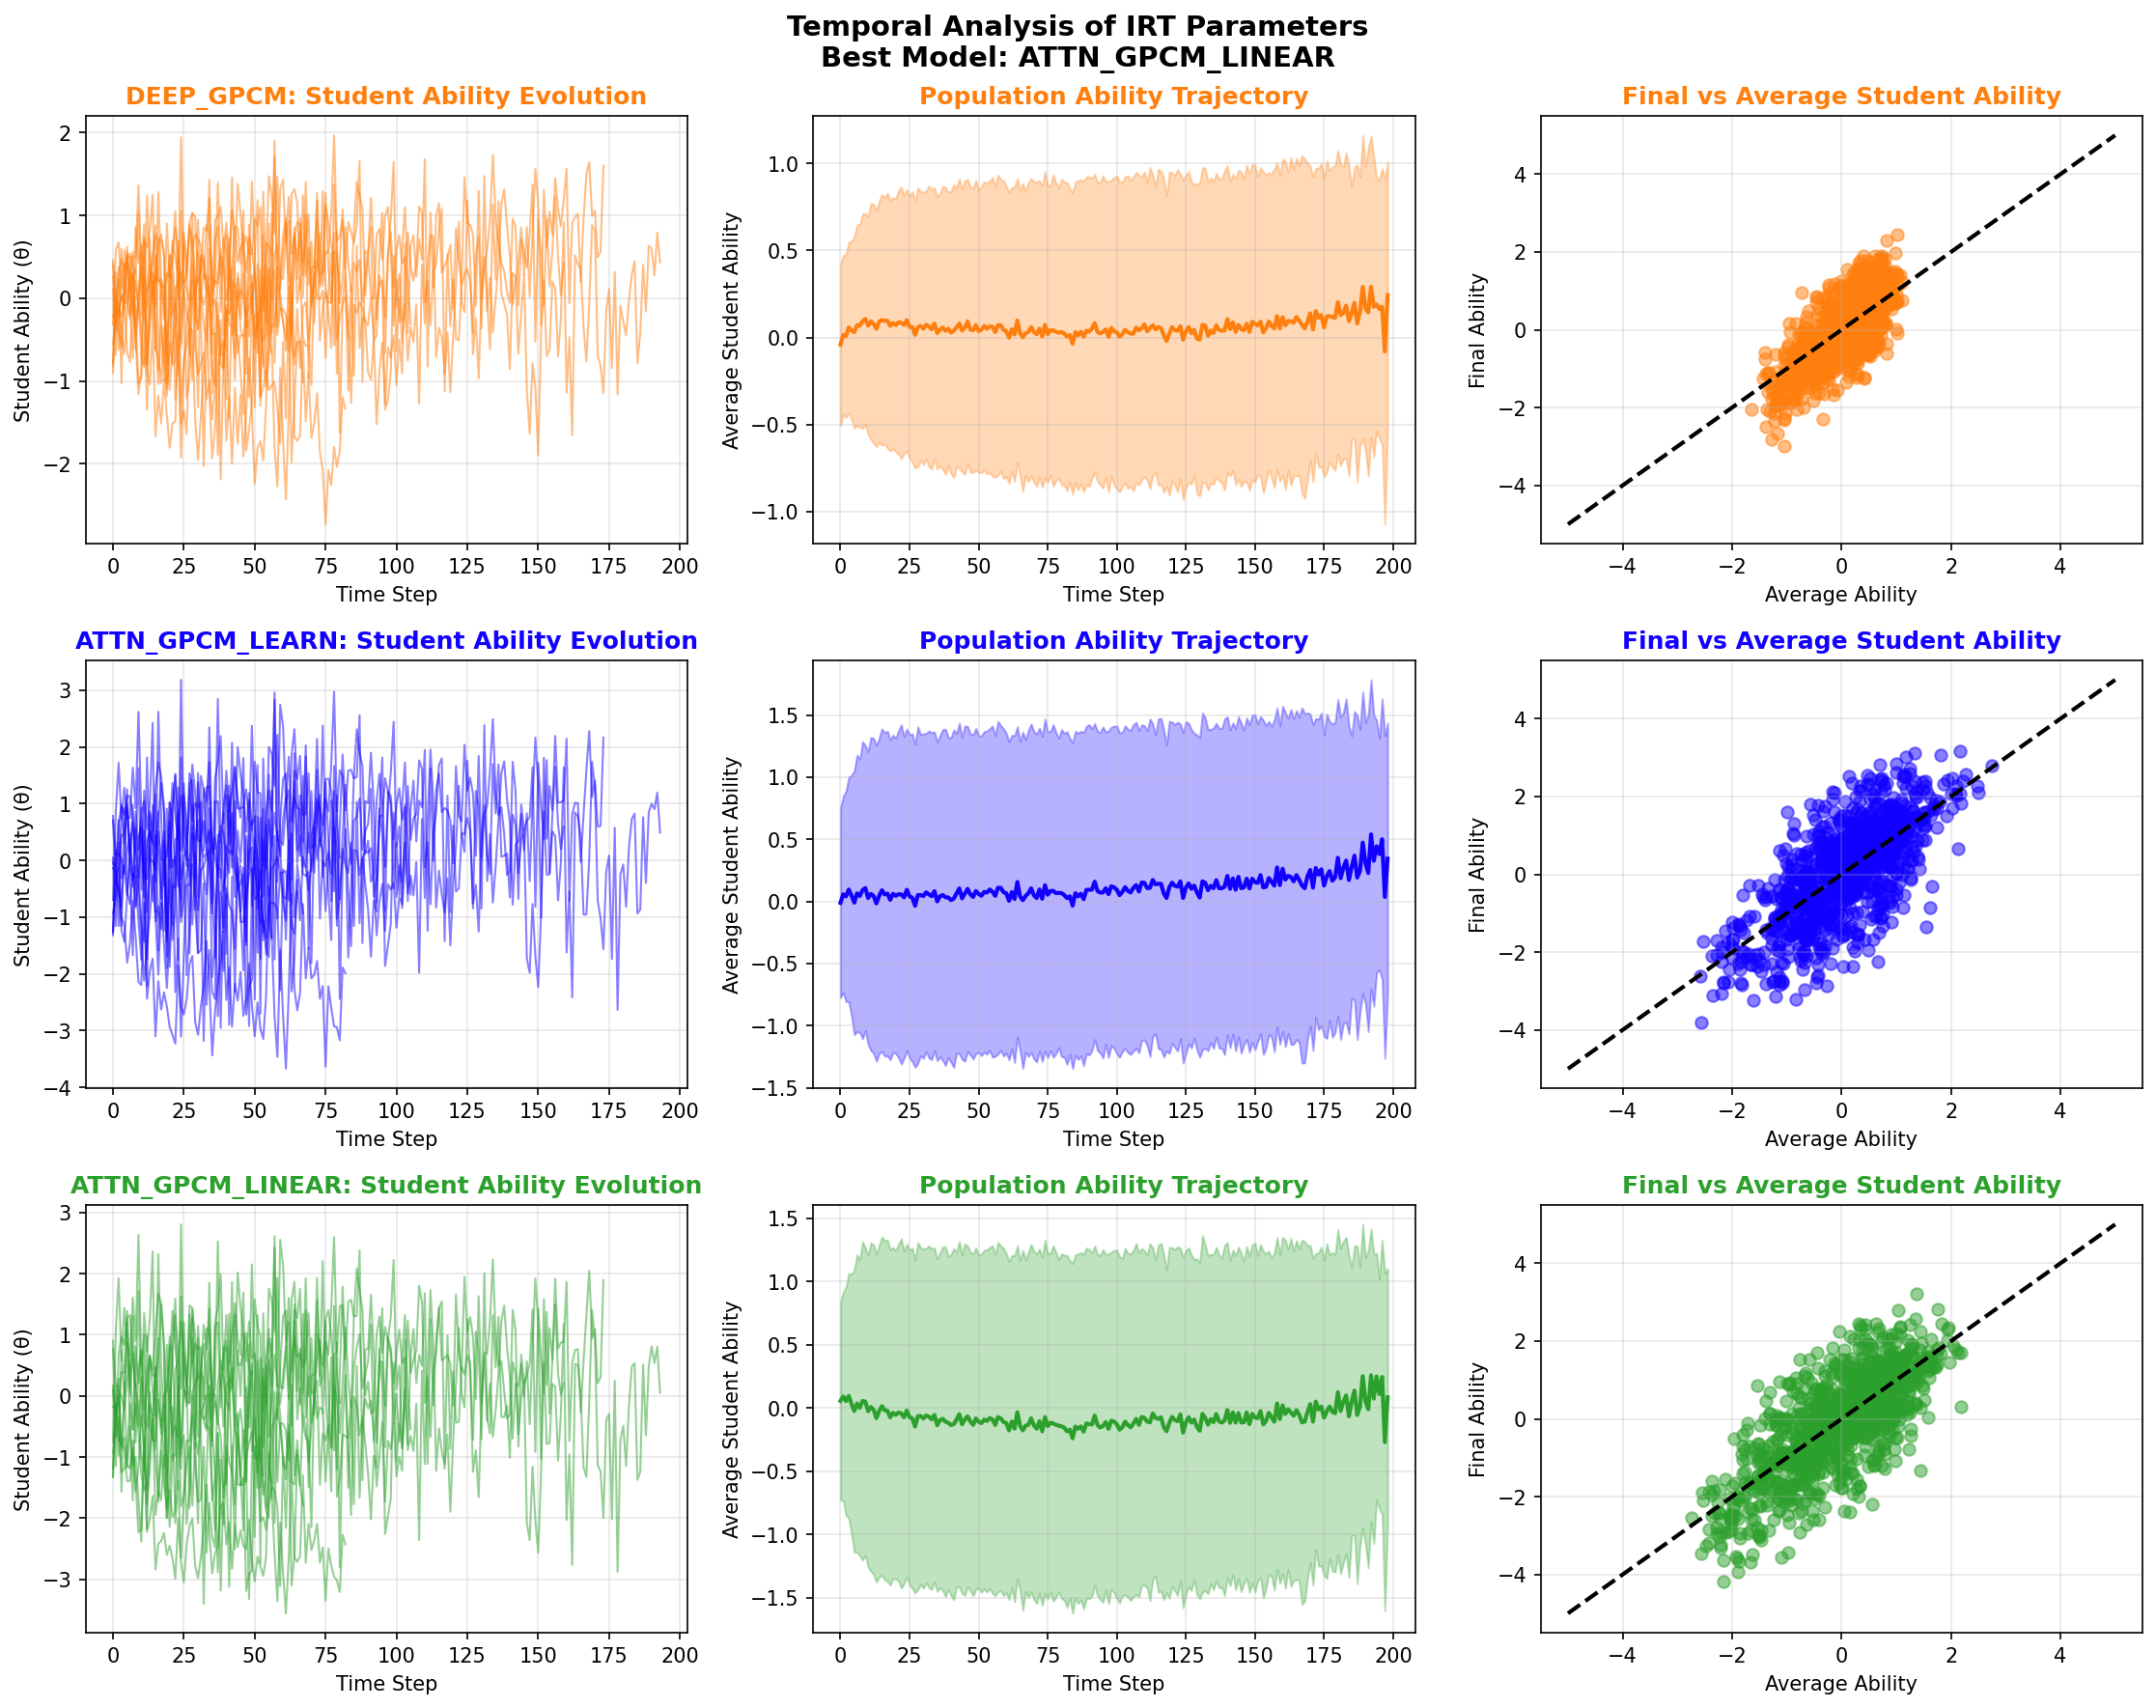 Temporal Analysis of IRT Parameters
Best Model: ATTN_GPCM_LINEAR
DEEP_GPCM: Student Ability Evolution
Student Ability (θ)
2
1
0
−1
−2
0 25 50 75 100 125 150 175 200
Time Step
Population Ability Trajectory
Average Student Ability
1.0
0.5
0.0
−0.5
−1.0
0 25 50 75 100 125 150 175 200
Time Step
Final vs Average Student Ability
Final Ability
4
2
0
−2
−4
−4 −2 0 2 4
Average Ability
ATTN_GPCM_LEARN: Student Ability Evolution
Student Ability (θ)
3
2
1
0
−1
−2
−3
−4
0 25 50 75 100 125 150 175 200
Time Step
Population Ability Trajectory
Average Student Ability
1.5
1.0
0.5
0.0
−0.5
−1.0
−1.5
0 25 50 75 100 125 150 175 200
Time Step
Final vs Average Student Ability
Final Ability
4
2
0
−2
−4
−4 −2 0 2 4
Average Ability
ATTN_GPCM_LINEAR: Student Ability Evolution
Student Ability (θ)
3
2
1
0
−1
−2
−3
0 25 50 75 100 125 150 175 200
Time Step
Population Ability Trajectory
Average Student Ability
1.5
1.0
0.5
0.0
−0.5
−1.0
−1.5
0 25 50 75 100 125 150 175 200
Time Step
Final vs Average Student Ability
Final Ability
4
2
0
−2
−4
−4 −2 0 2 4
Average Ability